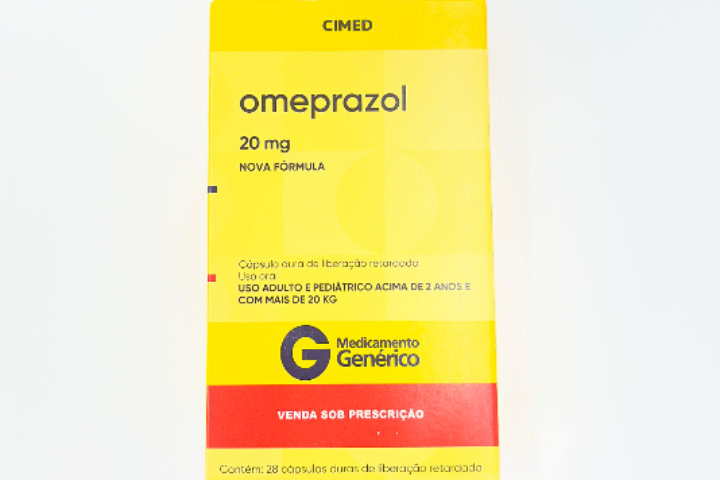 CIMED
omeprazol
20 mg
NOVA FÓRMULA
Cápsula dura de liberação retardada
Uso oral
USO ADULTO E PEDIÁTRICO ACIMA DE 2 ANOS E
COM MAIS DE 20 KG
G Medicamento
Genérico
VENDA SOB PRESCRIÇÃO
Contém: 28 cápsulas duras de liberação retardada